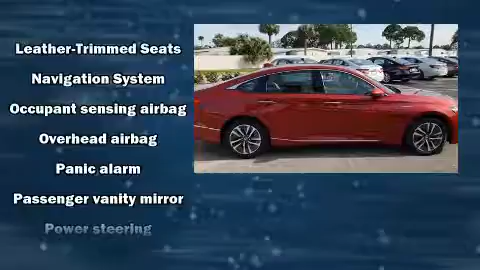 Leather-Trimmed Seats
Navigation System
Occupant sensing airbag
Overhead airbag
Panic alarm
Passenger vanity mirror
Power steering